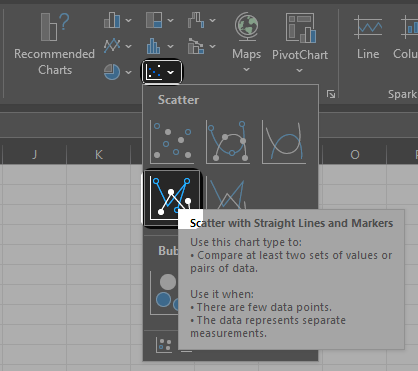 Recommended
Charts
Maps
PivotChart
Line
Colu
Spark
Scatter
J
K
O
Scatter with Straight Lines and Markers
Use this chart type to:
• Compare at least two sets of values or
pairs of data.
Use it when:
• There are few data points.
• The data represents separate
measurements.
Bub